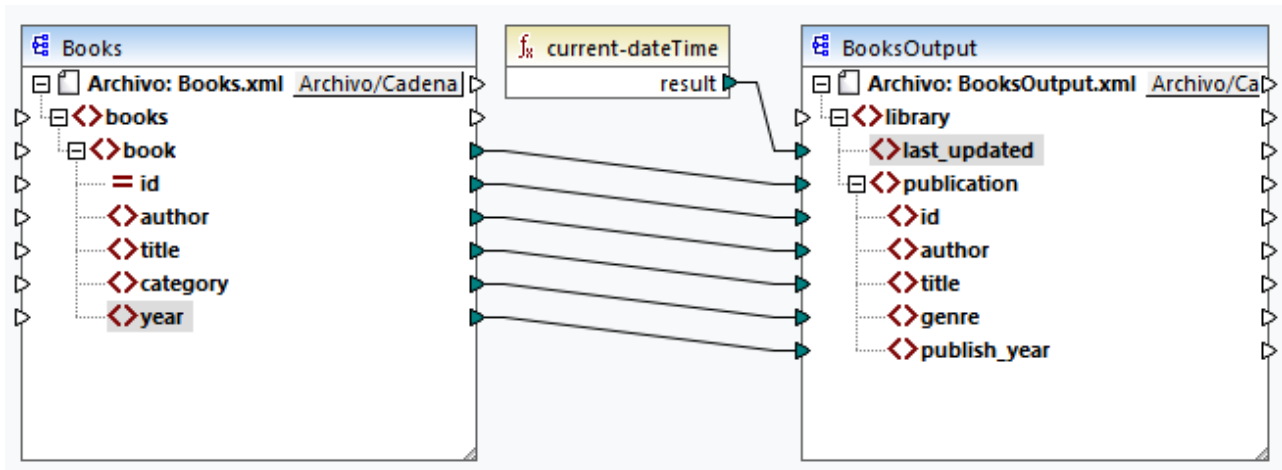 Books
Archivo: Books.xml Archivo/Cadena
books
book
id
author
title
category
year
current-dateTime
result
BooksOutput
Archivo: BooksOutput.xml Archivo/Ca
library
last_updated
publication
id
author
title
genre
publish_year